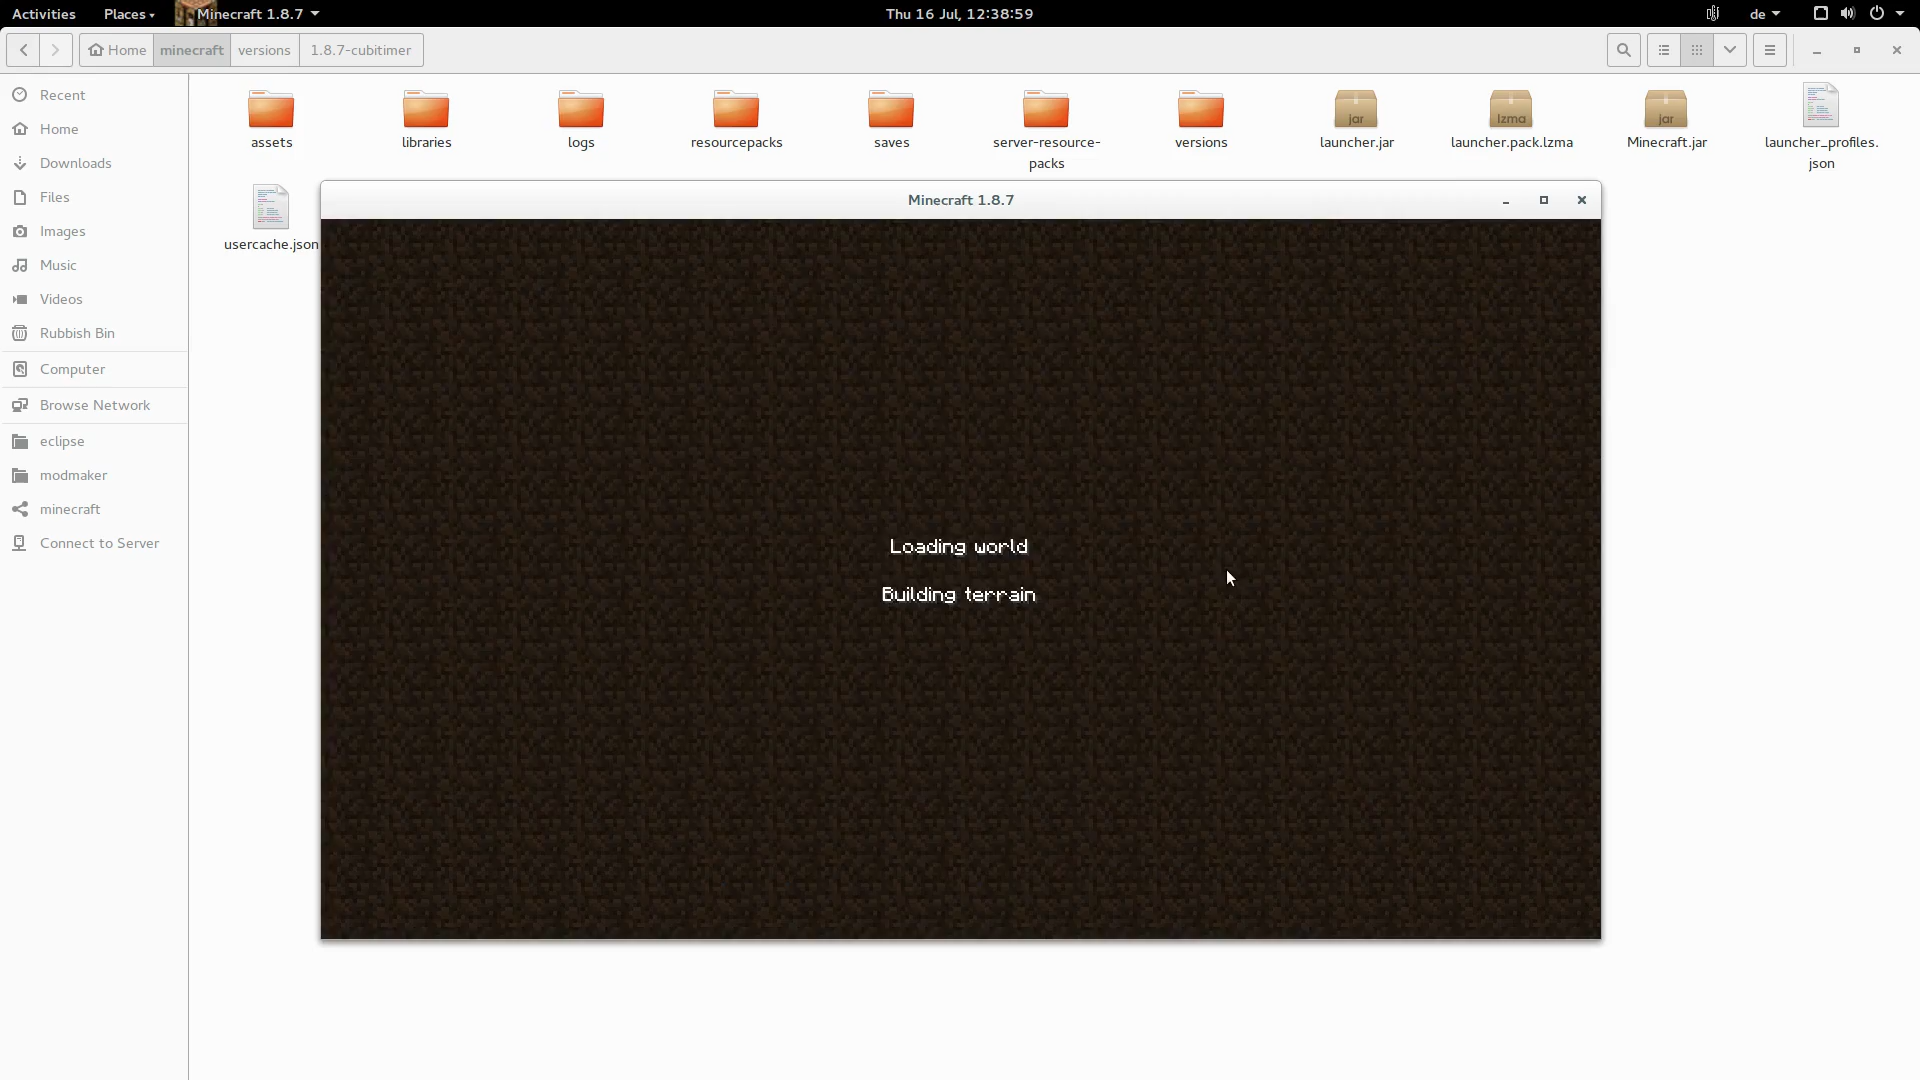 Activities Places Minecraft 1.8.7 Thu 16 Jul, 12:38:59 de
Home minecraft versions 1.8.7-cubitimer
Recent
Home
Downloads
Files
Images
Music
Videos
Rubbish Bin
Computer
Browse Network
eclipse
modmaker
minecraft
Connect to Server
jar lzma jar
assets libraries logs resourcepacks saves server-resource- versions launcher.jar launcher.pack.lzma Minecraft.jar launcher_profiles.
packs json
usercache.json
Minecraft 1.8.7
Loading world
Building terrain